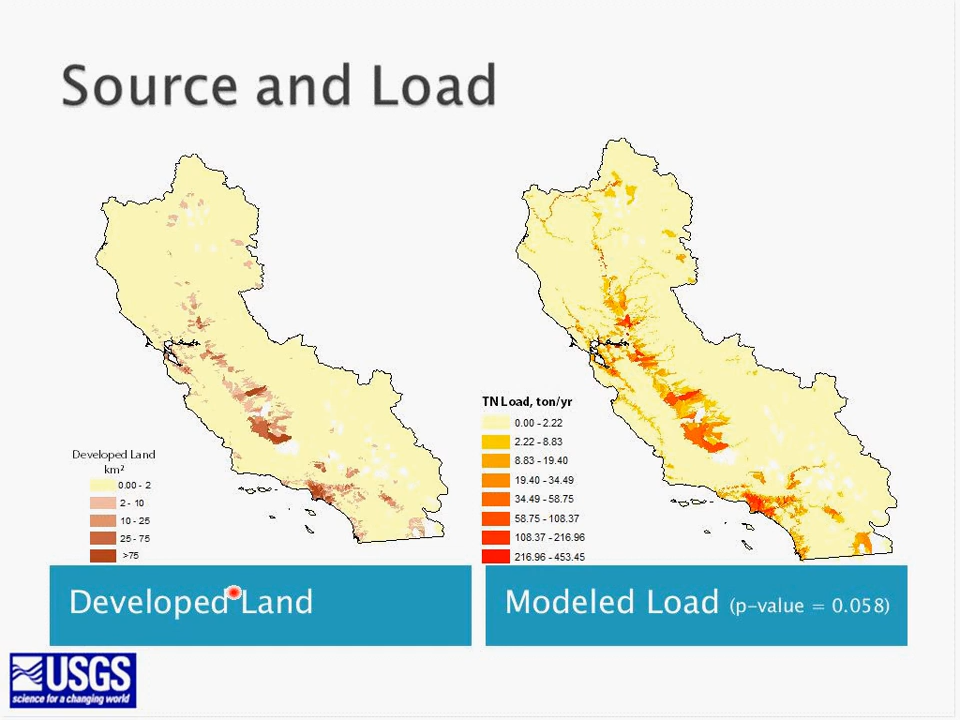 Source and Load
Developed Land
km²
0.00 - 2
2 - 10
10 - 25
25 - 75
>75
TN Load, ton/yr
0.00 - 2.22
2.22 - 8.83
8.83 - 19.40
19.40 - 34.49
34.49 - 58.75
58.75 - 108.37
108.37 - 216.96
216.96 - 453.45
Developed Land
Modeled Load (p-value = 0.058)
USGS
science for a changing world